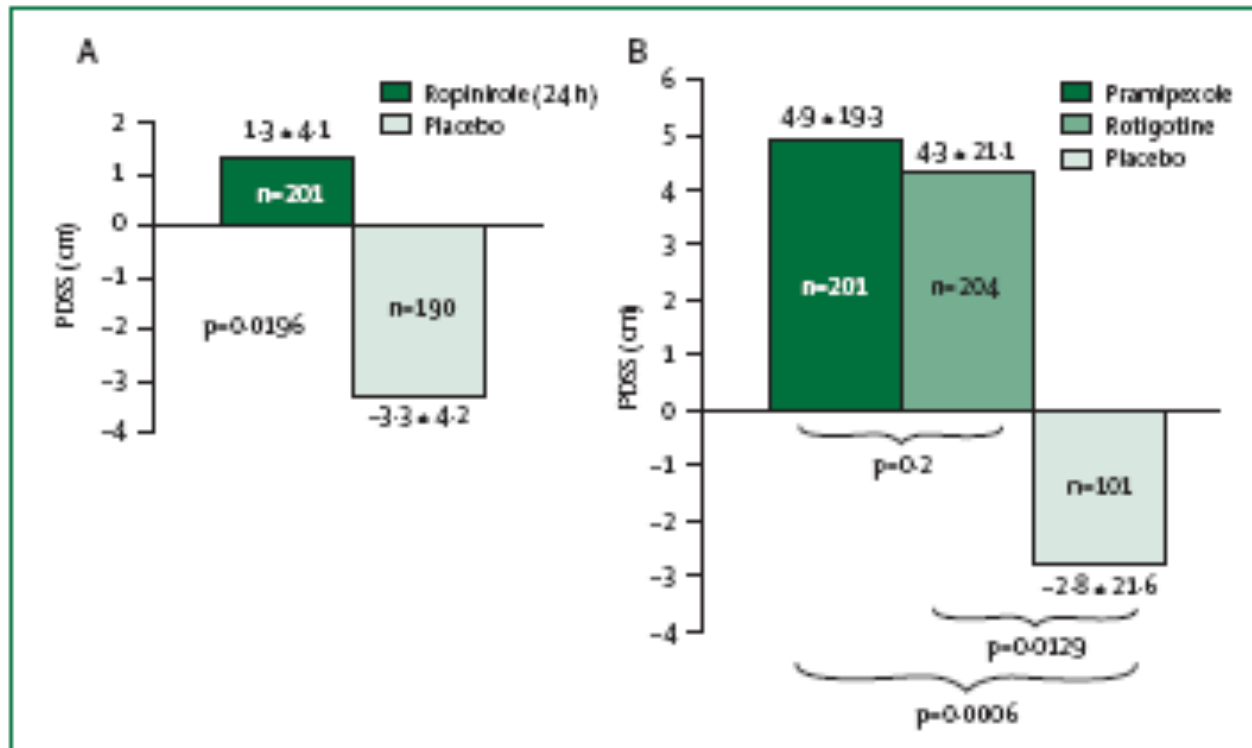 A
Ropinirole (24 h)
Placebo
2
1
0
−1
−2
−3
−4
PDSS (cm)
1·3 ± 4·1
n=201
n=190
p=0·0196
−3·3 ± 4·2
B
Pramipexole
Rotigotine
Placebo
6
5
4
3
2
1
0
−1
−2
−3
−4
PDSS (cm)
4·9 ± 19·3
4·3 ± 21·1
n=201
n=204
n=101
p=0·2
−2·8 ± 21·6
p=0·0129
p=0·0006